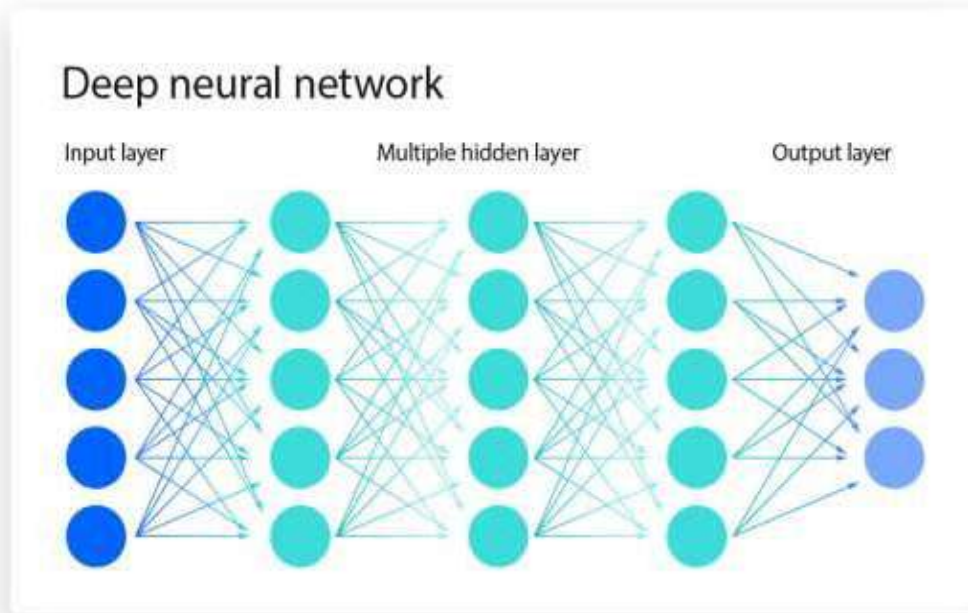 Deep neural network
Input layer
Multiple hidden layer
Output layer